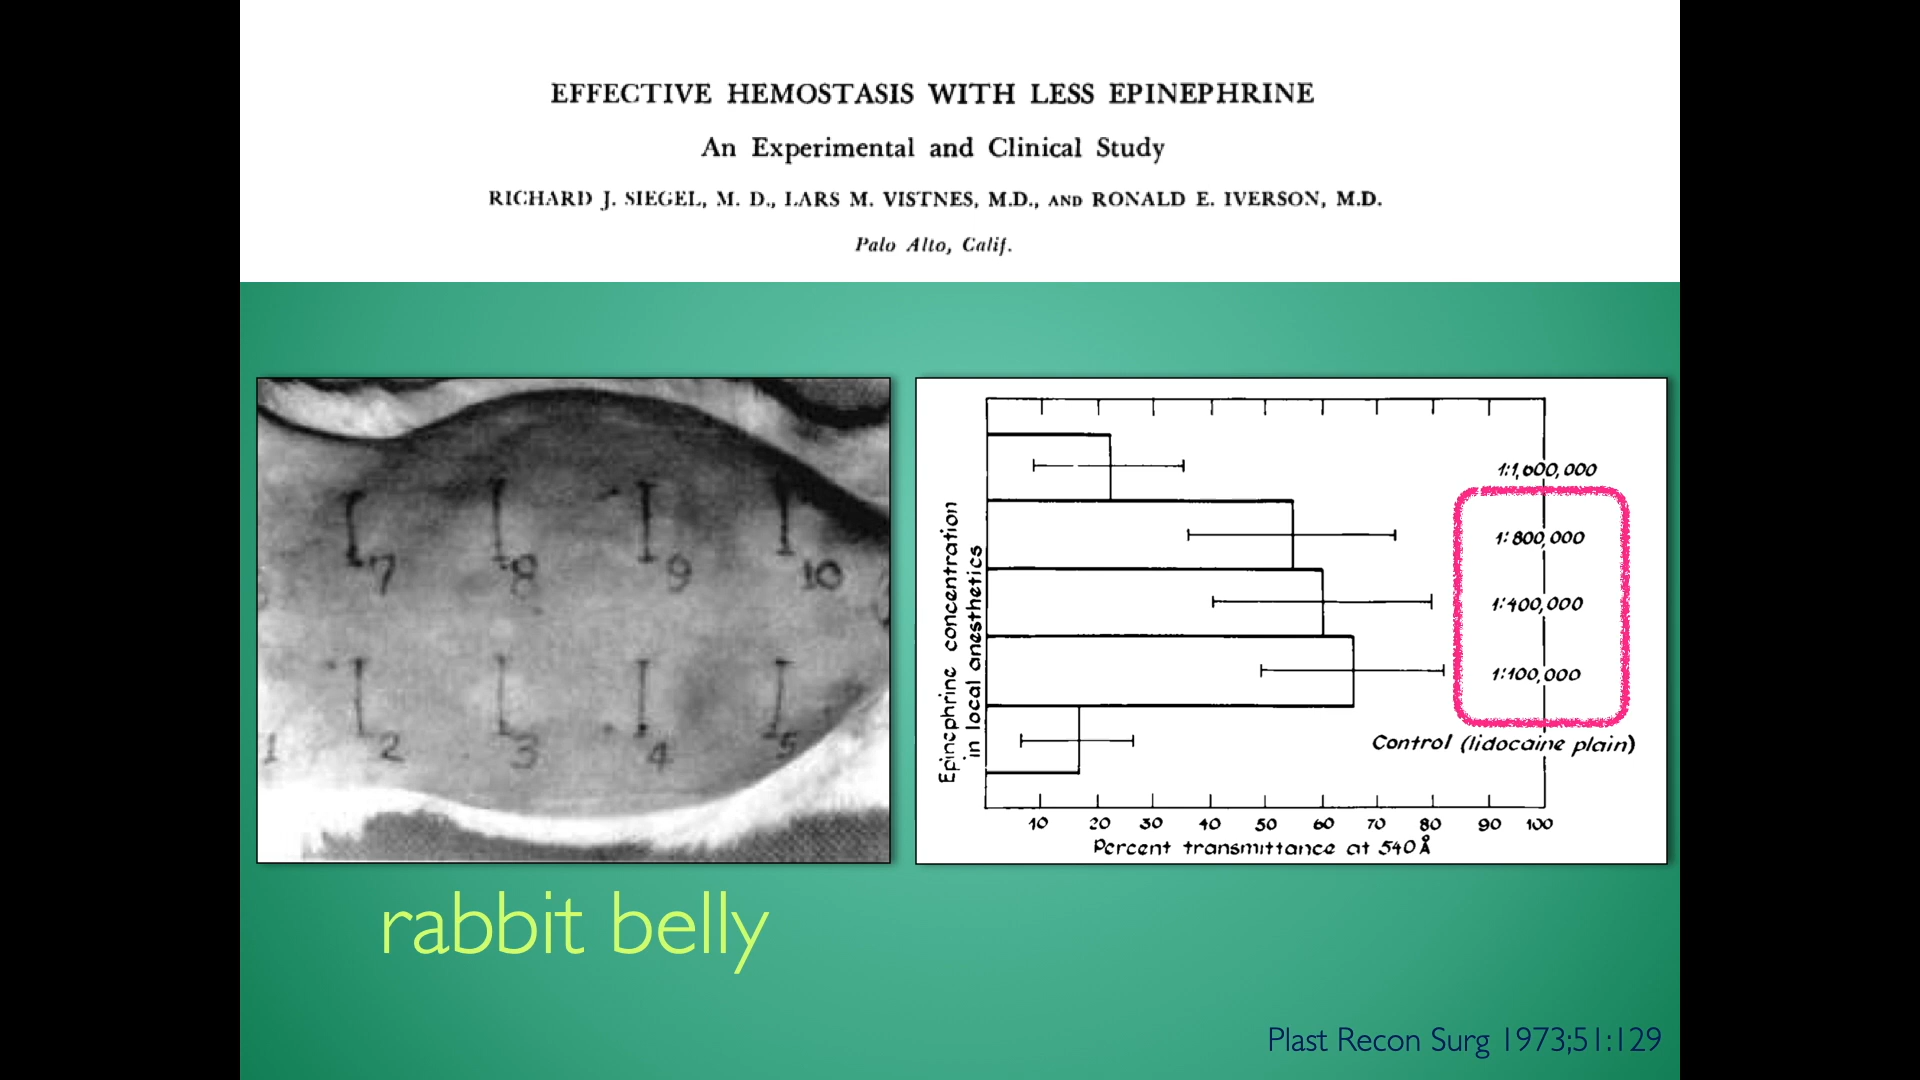 EFFECTIVE HEMOSTASIS WITH LESS EPINEPHRINE
An Experimental and Clinical Study
RICHARD J. SIEGEL, M. D., LARS M. VISTNES, M.D., AND RONALD E. IVERSON, M.D.
Palo Alto, Calif.
7 8 9 10
1 2 3 4 5
rabbit belly
Epinephrine concentration
in local anesthetics
1:1,600,000
1:800,000
1:400,000
1:100,000
Control (lidocaine plain)
10 20 30 40 50 60 70 80 90 100
Percent transmittance at 540Å
Plast Recon Surg 1973;51:129